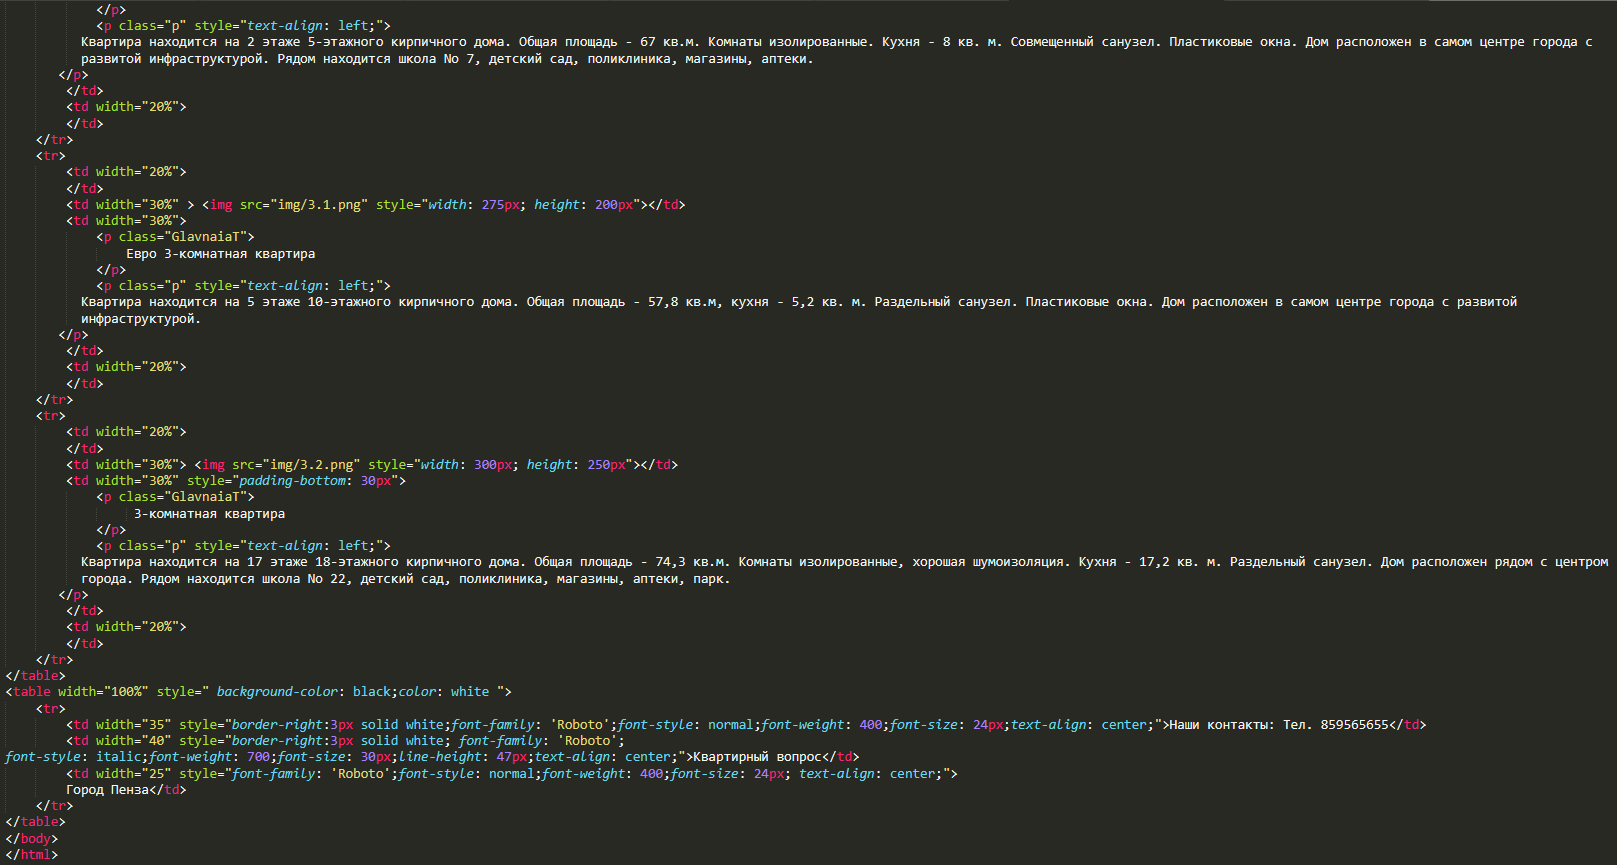 </p>
<p class="p" style="text-align: left;">
Квартира находится на 2 этаже 5-этажного кирпичного дома. Общая площадь - 67 кв.м. Комнаты изолированные. Кухня - 8 кв. м. Совмещенный санузел. Пластиковые окна. Дом расположен в самом центре города с
развитой инфраструктурой. Рядом находится школа No 7, детский сад, поликлиника, магазины, аптеки.
</p>
</td>
<td width="20%">
</td>
</tr>
<tr>
<td width="20%">
</td>
<td width="30%" > <img src="img/3.1.png" style="width: 275px; height: 200px"></td>
<td width="30%">
<p class="GlavnaiaT">
Евро 3-комнатная квартира
</p>
<p class="p" style="text-align: left;">
Квартира находится на 5 этаже 10-этажного кирпичного дома. Общая площадь - 57,8 кв.м, кухня - 5,2 кв. м. Раздельный санузел. Пластиковые окна. Дом расположен в самом центре города с развитой
инфраструктурой.
</p>
</td>
<td width="20%">
</td>
</tr>
<tr>
<td width="20%">
</td>
<td width="30%"> <img src="img/3.2.png" style="width: 300px; height: 250px"></td>
<td width="30%" style="padding-bottom: 30px">
<p class="GlavnaiaT">
3-комнатная квартира
</p>
<p class="p" style="text-align: left;">
Квартира находится на 17 этаже 18-этажного кирпичного дома. Общая площадь - 74,3 кв.м. Комнаты изолированные, хорошая шумоизоляция. Кухня - 17,2 кв. м. Раздельный санузел. Дом расположен рядом с центром
города. Рядом находится школа No 22, детский сад, поликлиника, магазины, аптеки, парк.
</p>
</td>
<td width="20%">
</td>
</tr>
</table>
<table width="100%" style=" background-color: black;color: white ">
<tr>
<td width="35" style="border-right:3px solid white;font-family: 'Roboto';font-style: normal;font-weight: 400;font-size: 24px;text-align: center;">Наши контакты: Тел. 859565655</td>
<td width="40" style="border-right:3px solid white; font-family: 'Roboto';
font-style: italic;font-weight: 700;font-size: 30px;line-height: 47px;text-align: center;">Квартирный вопрос</td>
<td width="25" style="font-family: 'Roboto';font-style: normal;font-weight: 400;font-size: 24px; text-align: center;">
Город Пенза</td>
</tr>
</table>
</body>
</html>